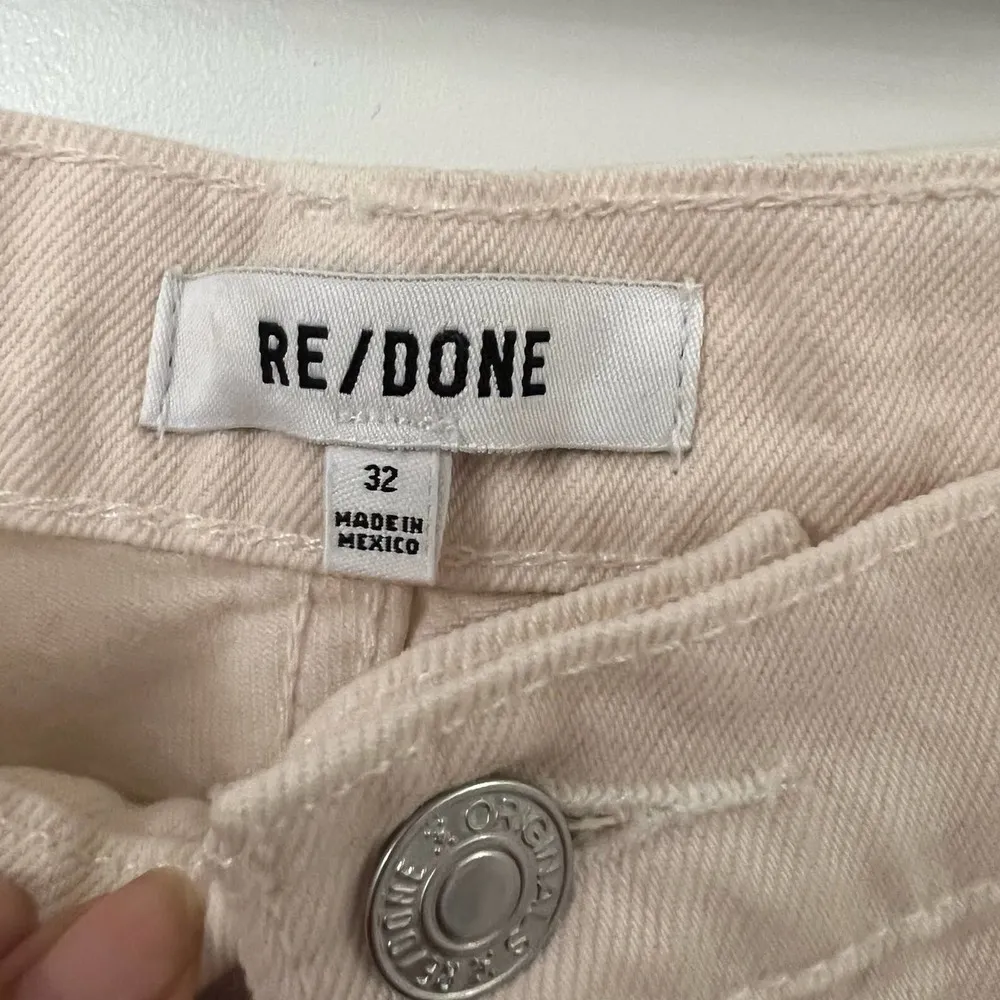 RE/DONE
32
MADE IN
MEXICO
RE/DONE ORIGINALS